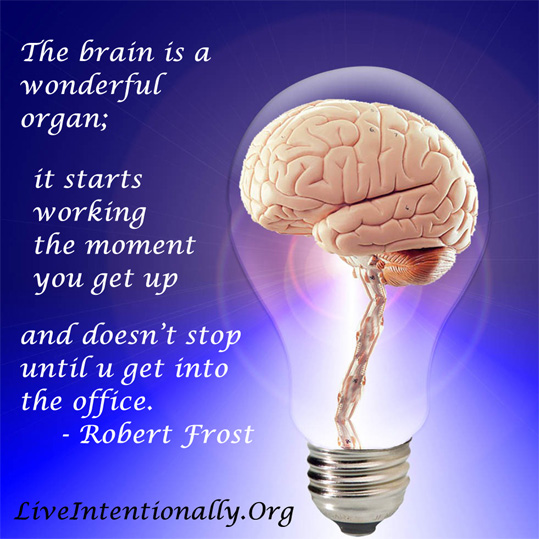 The brain is a
wonderful
organ;
it starts
working
the moment
you get up
and doesn't stop
until u get into
the office.
- Robert Frost
LiveIntentionally.Org